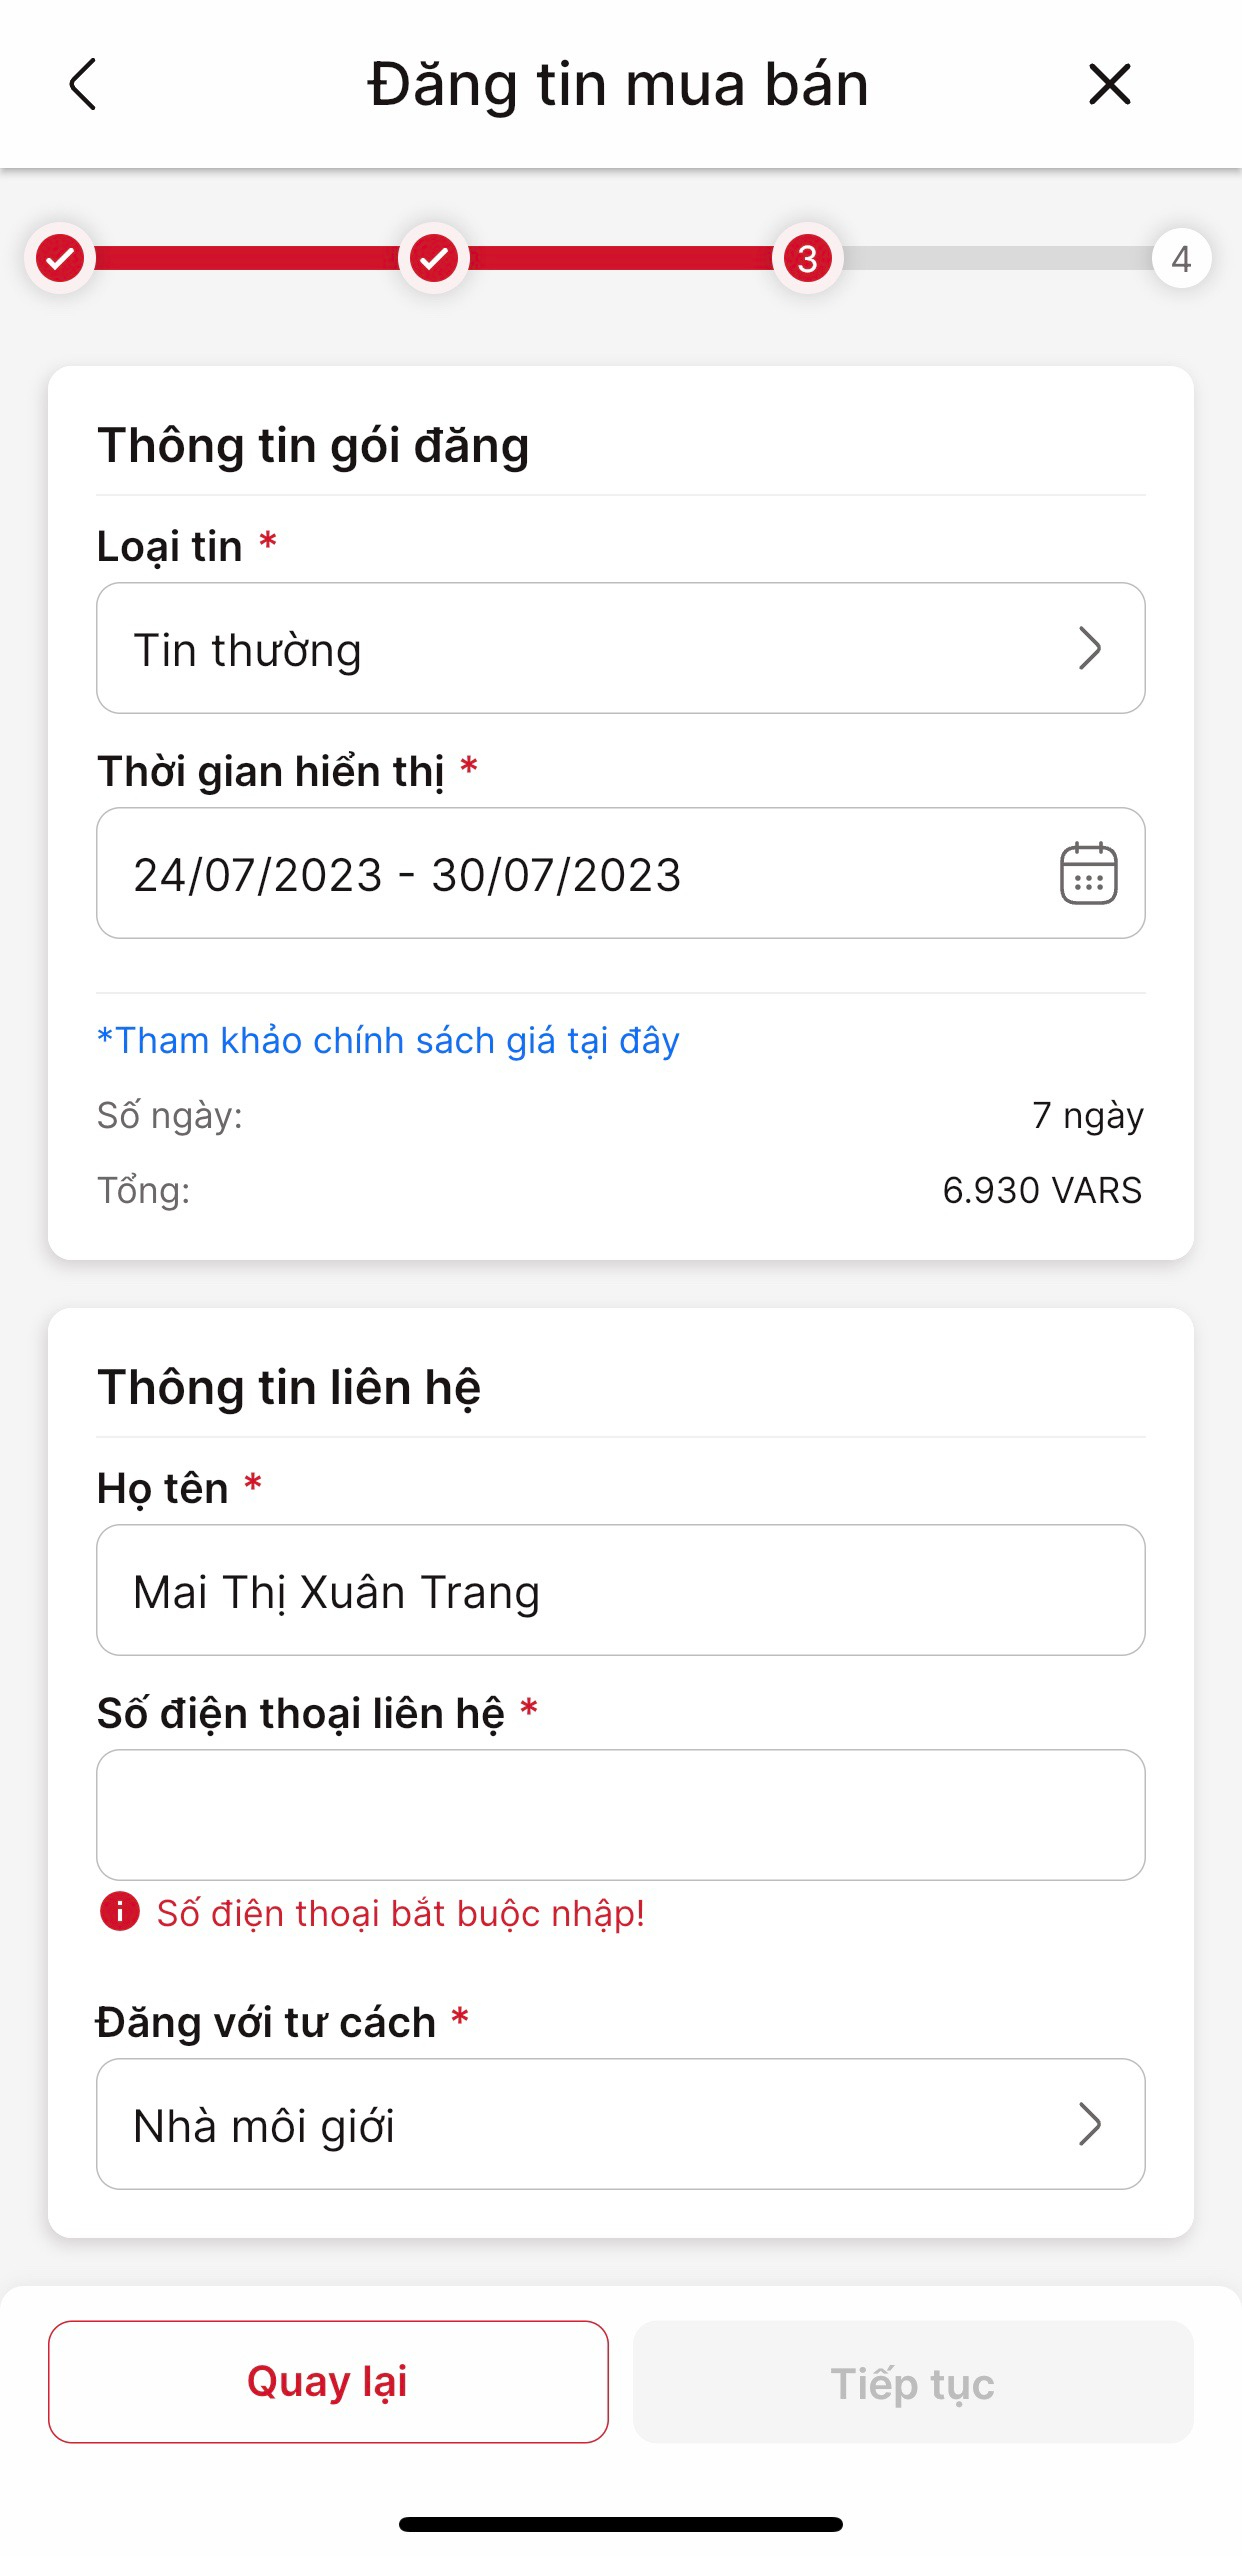 Đăng tin mua bán
3
4
Thông tin gói đăng
Loại tin *
Tin thường
Thời gian hiển thị *
24/07/2023 - 30/07/2023
*Tham khảo chính sách giá tại đây
Số ngày: 7 ngày
Tổng: 6.930 VARS
Thông tin liên hệ
Họ tên *
Mai Thị Xuân Trang
Số điện thoại liên hệ *
Số điện thoại bắt buộc nhập!
Đăng với tư cách *
Nhà môi giới
Quay lại Tiếp tục